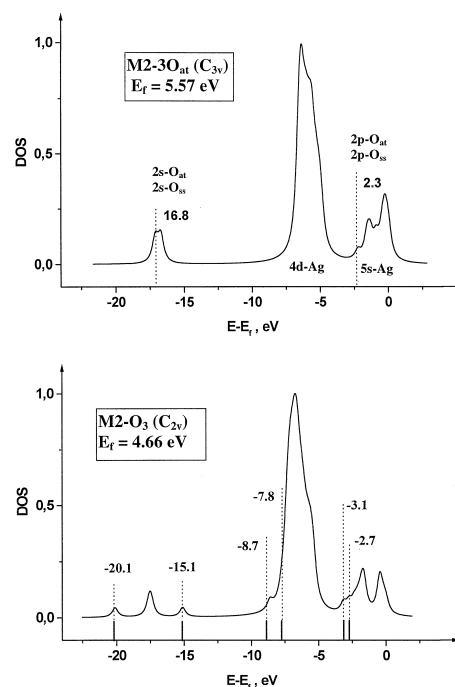 1,0
M2-3Oat (C3v)
Ef = 5.57 eV
DOS
0,5
2s-Oat
2s-Oss
16.8
2p-Oat
2p-Oss
2.3
0,0
4d-Ag
5s-Ag
-20 -15 -10 -5 0
E-Ef , eV
1,0
M2-O3 (C2v)
Ef = 4.66 eV
DOS
0,5
-7.8
-3.1
-8.7
-2.7
-20.1
-15.1
0,0
-20 -15 -10 -5 0
E-Ef , eV